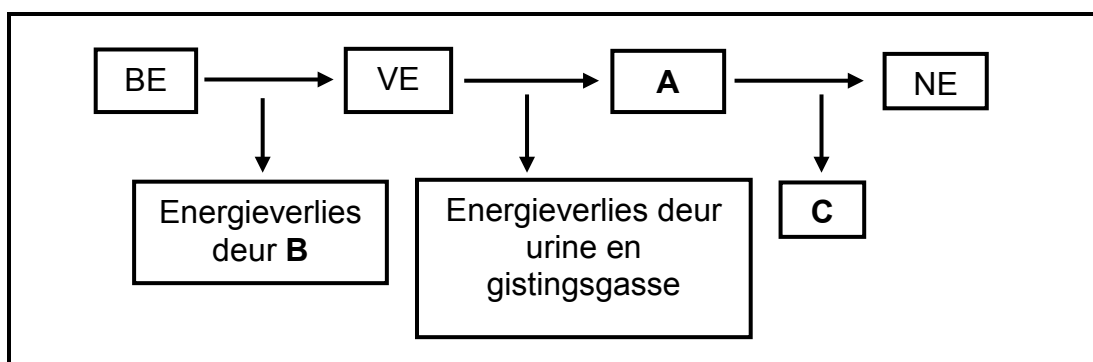 BE
VE
A
NE
Energieverlies
deur B
Energieverlies deur
urine en
gistingsgasse
C